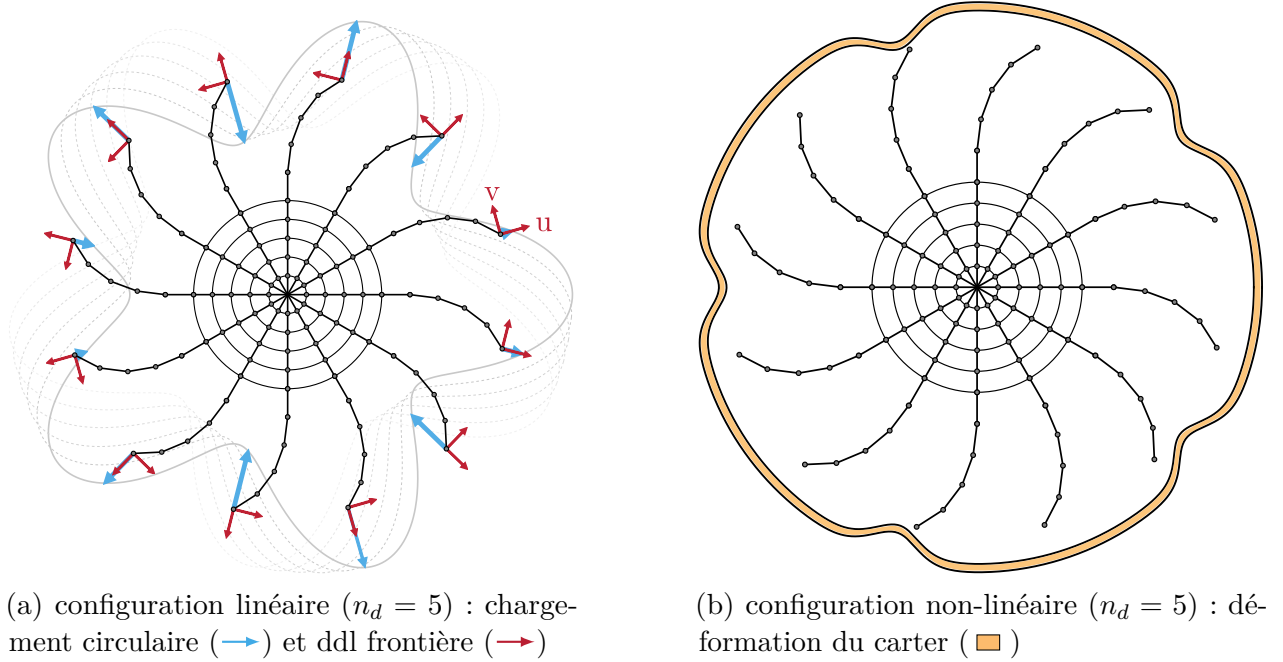 v
u
(a) configuration linéaire (n_d = 5) : charge-
ment circulaire (→) et ddl frontière (→)
(b) configuration non-linéaire (n_d = 5) : dé-
formation du carter ( )